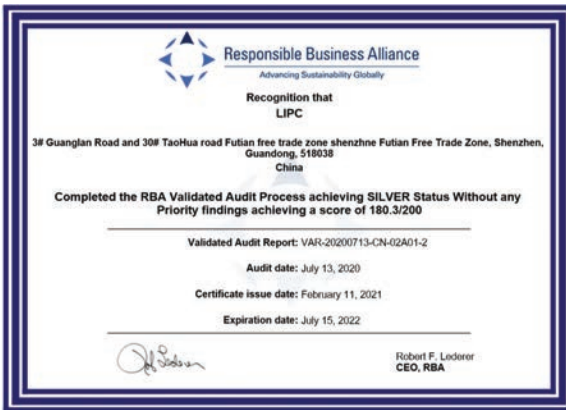 Responsible Business Alliance
Advancing Sustainability Globally
Recognition that
LIPC
3# Guanglan Road and 30# TaoHua road Futian free trade zone shenzhne Futian Free Trade Zone, Shenzhen,
Guandong, 518038
China
Completed the RBA Validated Audit Process achieving SILVER Status Without any
Priority findings achieving a score of 180.3/200
Validated Audit Report: VAR-20200713-CN-02A01-2
Audit date: July 13, 2020
Certificate issue date: February 11, 2021
Expiration date: July 15, 2022
Robert F. Lederer
CEO, RBA